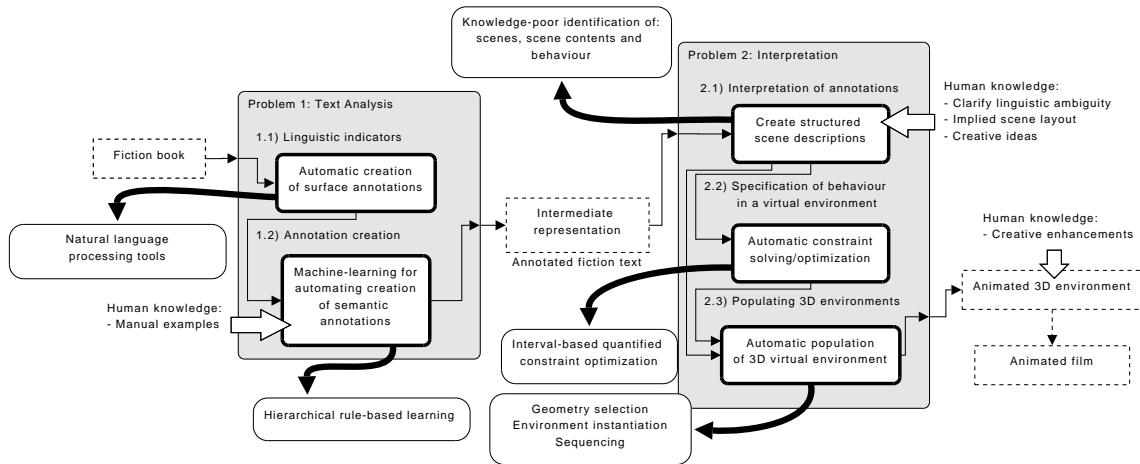 Knowledge-poor identification of:
scenes, scene contents and
behaviour
Problem 1: Text Analysis
1.1) Linguistic indicators
Fiction book
Automatic creation
of surface annotations
Natural language
processing tools
1.2) Annotation creation
Machine-learning for
automating creation
of semantic
annotations
Human knowledge:
- Manual examples
Hierarchical rule-based learning
Intermediate
representation
Annotated fiction text
Problem 2: Interpretation
2.1) Interpretation of annotations
Create structured
scene descriptions
Human knowledge:
- Clarify linguistic ambiguity
- Implied scene layout
- Creative ideas
2.2) Specification of behaviour
in a virtual environment
Automatic constraint
solving/optimization
Interval-based quantified
constraint optimization
2.3) Populating 3D environments
Automatic population
of 3D virtual environment
Geometry selection
Environment instantiation
Sequencing
Human knowledge:
- Creative enhancements
Animated 3D environment
Animated film